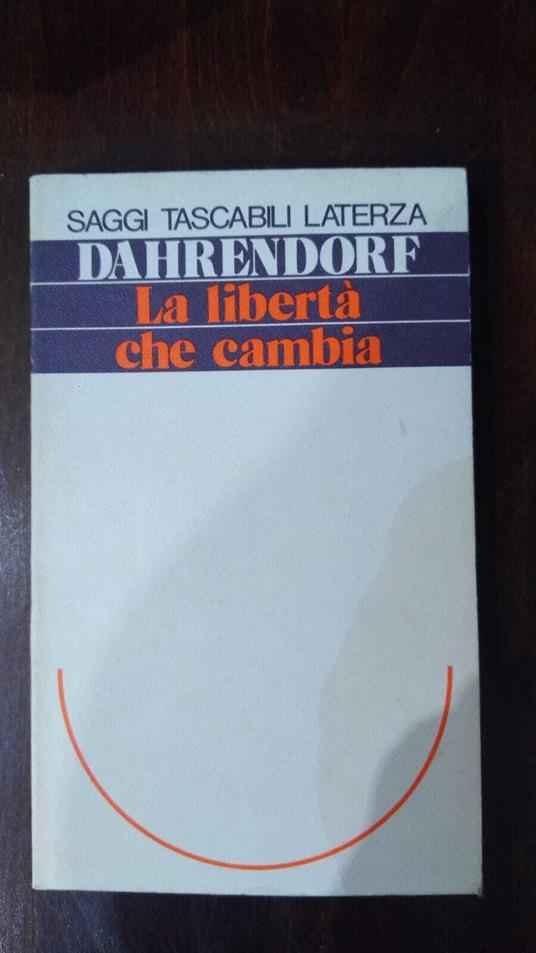 SAGGI TASCABILI LATERZA
DAHRENDORF
La libertà
che cambia